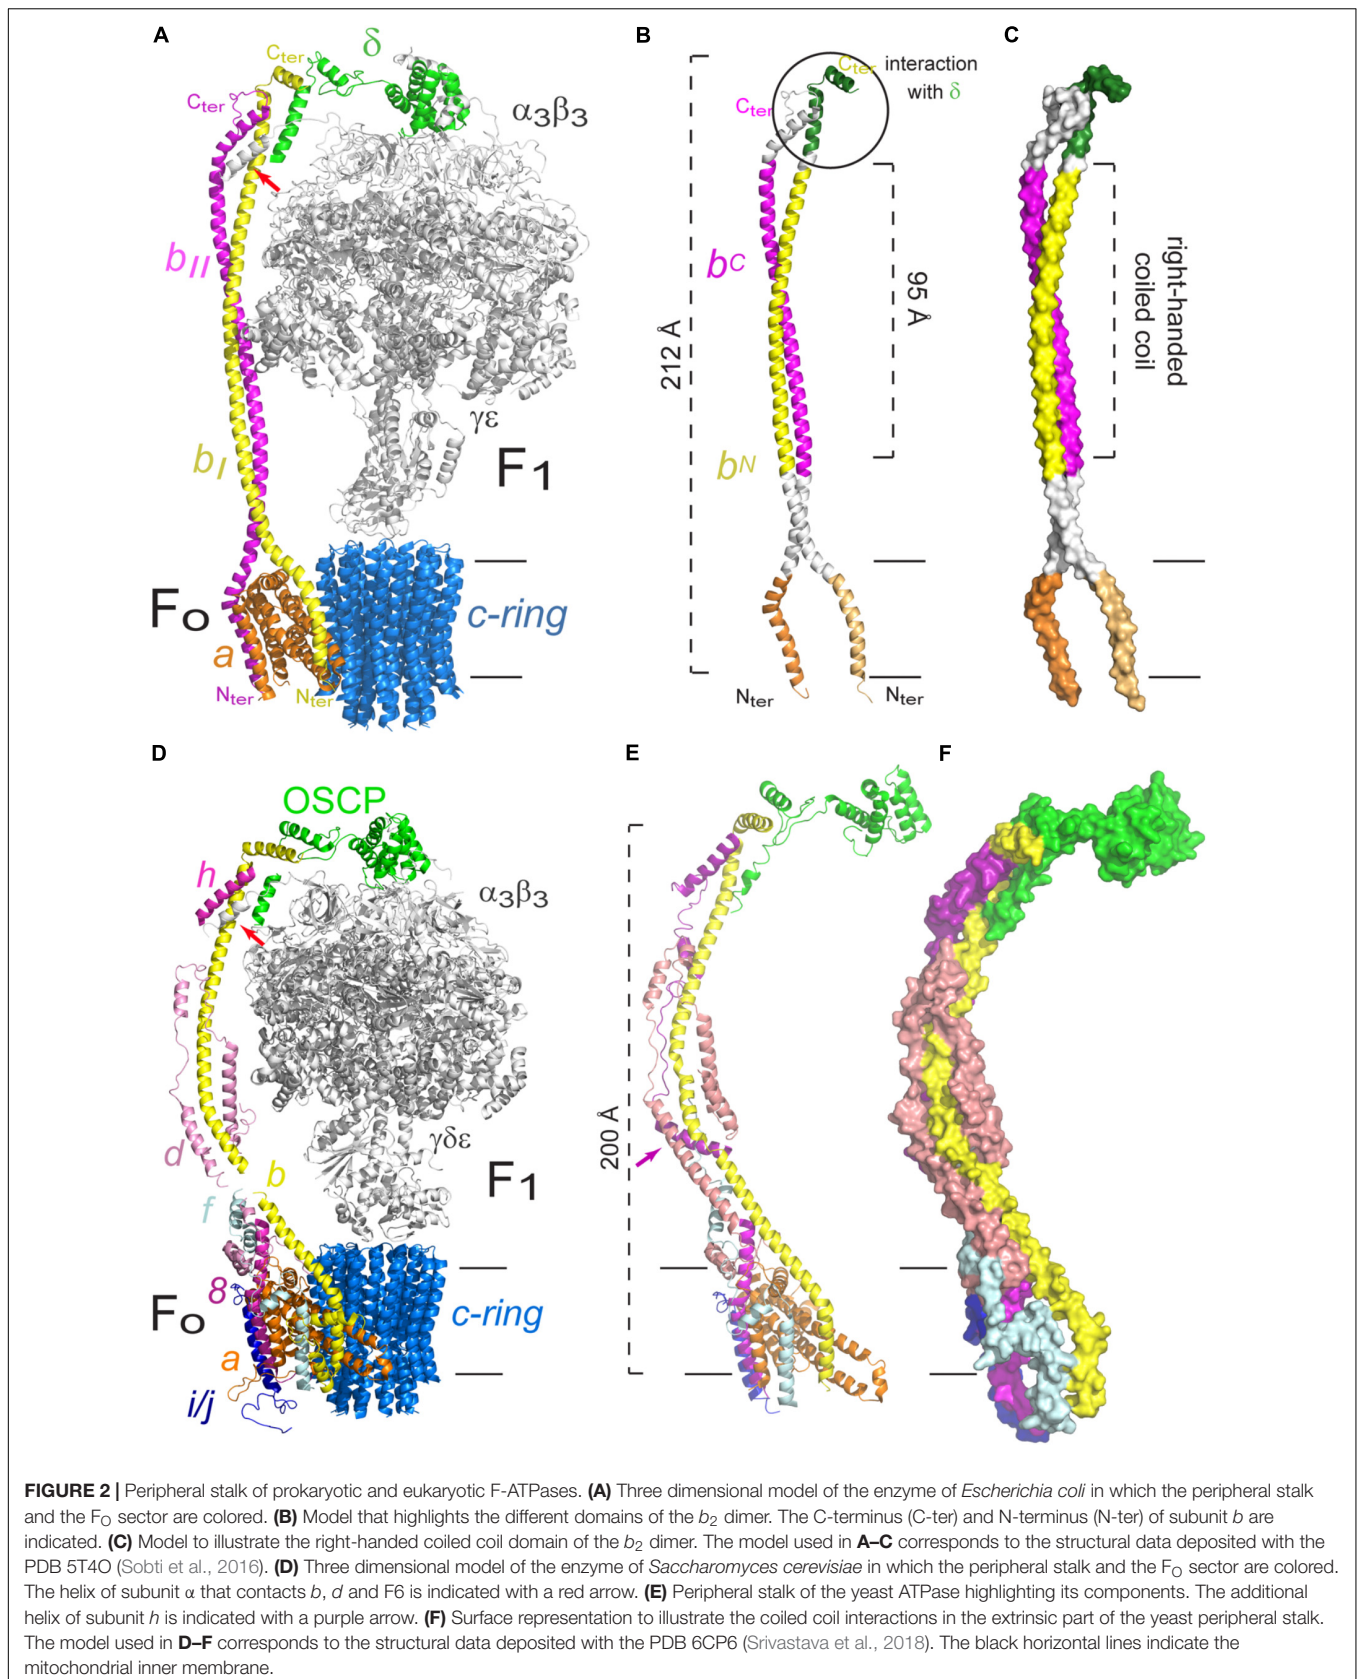 A
B
C
Cter
δ
Cter
α3β3
bII
bI
γε
F1
FO
a
c-ring
Nter
Nter
Cter
interaction
with δ
Cter
bC
95 Å
212 Å
bN
Nter
Nter
right-handed
coiled coil
D
E
F
OSCP
h
α3β3
d
b
f
γδε
F1
8
FO
a
c-ring
i/j
200 Å
FIGURE 2 | Peripheral stalk of prokaryotic and eukaryotic F-ATPases. (A) Three dimensional model of the enzyme of Escherichia coli in which the peripheral stalk
and the FO sector are colored. (B) Model that highlights the different domains of the b2 dimer. The C-terminus (C-ter) and N-terminus (N-ter) of subunit b are
indicated. (C) Model to illustrate the right-handed coiled coil domain of the b2 dimer. The model used in A–C corresponds to the structural data deposited with the
PDB 5T4O (Sobti et al., 2016). (D) Three dimensional model of the enzyme of Saccharomyces cerevisiae in which the peripheral stalk and the FO sector are colored.
The helix of subunit α that contacts b, d and F6 is indicated with a red arrow. (E) Peripheral stalk of the yeast ATPase highlighting its components. The additional
helix of subunit h is indicated with a purple arrow. (F) Surface representation to illustrate the coiled coil interactions in the extrinsic part of the yeast peripheral stalk.
The model used in D–F corresponds to the structural data deposited with the PDB 6CP6 (Srivastava et al., 2018). The black horizontal lines indicate the
mitochondrial inner membrane.